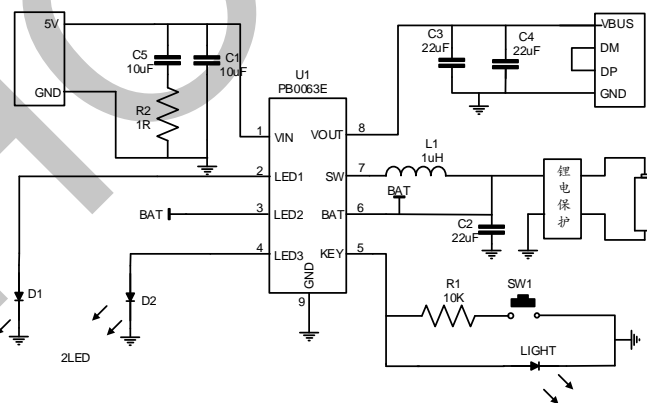 5V
GND
C5
10uF
C1
10uF
R2
1R
U1
PB0063E
1
VIN
2
LED1
3
LED2
4
LED3
VOUT
8
SW
7
BAT
6
KEY
5
GND
9
BAT
D1
D2
2LED
C3
22uF
C4
22uF
VBUS
DM
DP
GND
L1
1uH
BAT
C2
22uF
锂
电
保
护
R1
10K
SW1
LIGHT